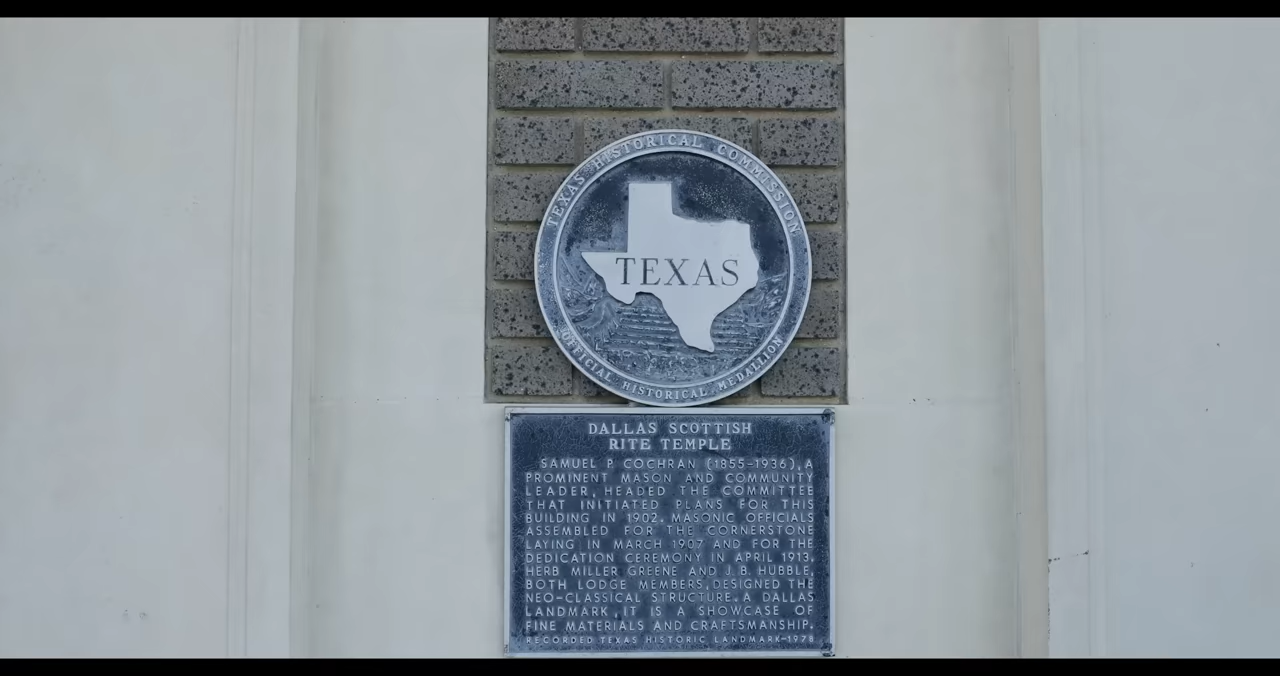 TEXAS HISTORICAL COMMISSION
TEXAS
OFFICIAL HISTORICAL MEDALLION
DALLAS SCOTTISH
RITE TEMPLE
SAMUEL P. COCHRAN (1855-1936), A
PROMINENT MASON AND COMMUNITY
LEADER, HEADED THE COMMITTEE
THAT INITIATED PLANS FOR THIS
BUILDING IN 1902. MASONIC OFFICIALS
ASSEMBLED FOR THE CORNERSTONE
LAYING IN MARCH 1907 AND FOR THE
DEDICATION CEREMONY IN APRIL 1913.
HERB MILLER GREENE AND J.B. HUBBLE,
BOTH LODGE MEMBERS, DESIGNED THE
NEO-CLASSICAL STRUCTURE. A DALLAS
LANDMARK, IT IS A SHOWCASE OF
FINE MATERIALS AND CRAFTSMANSHIP.
RECORDED TEXAS HISTORIC LANDMARK-1978